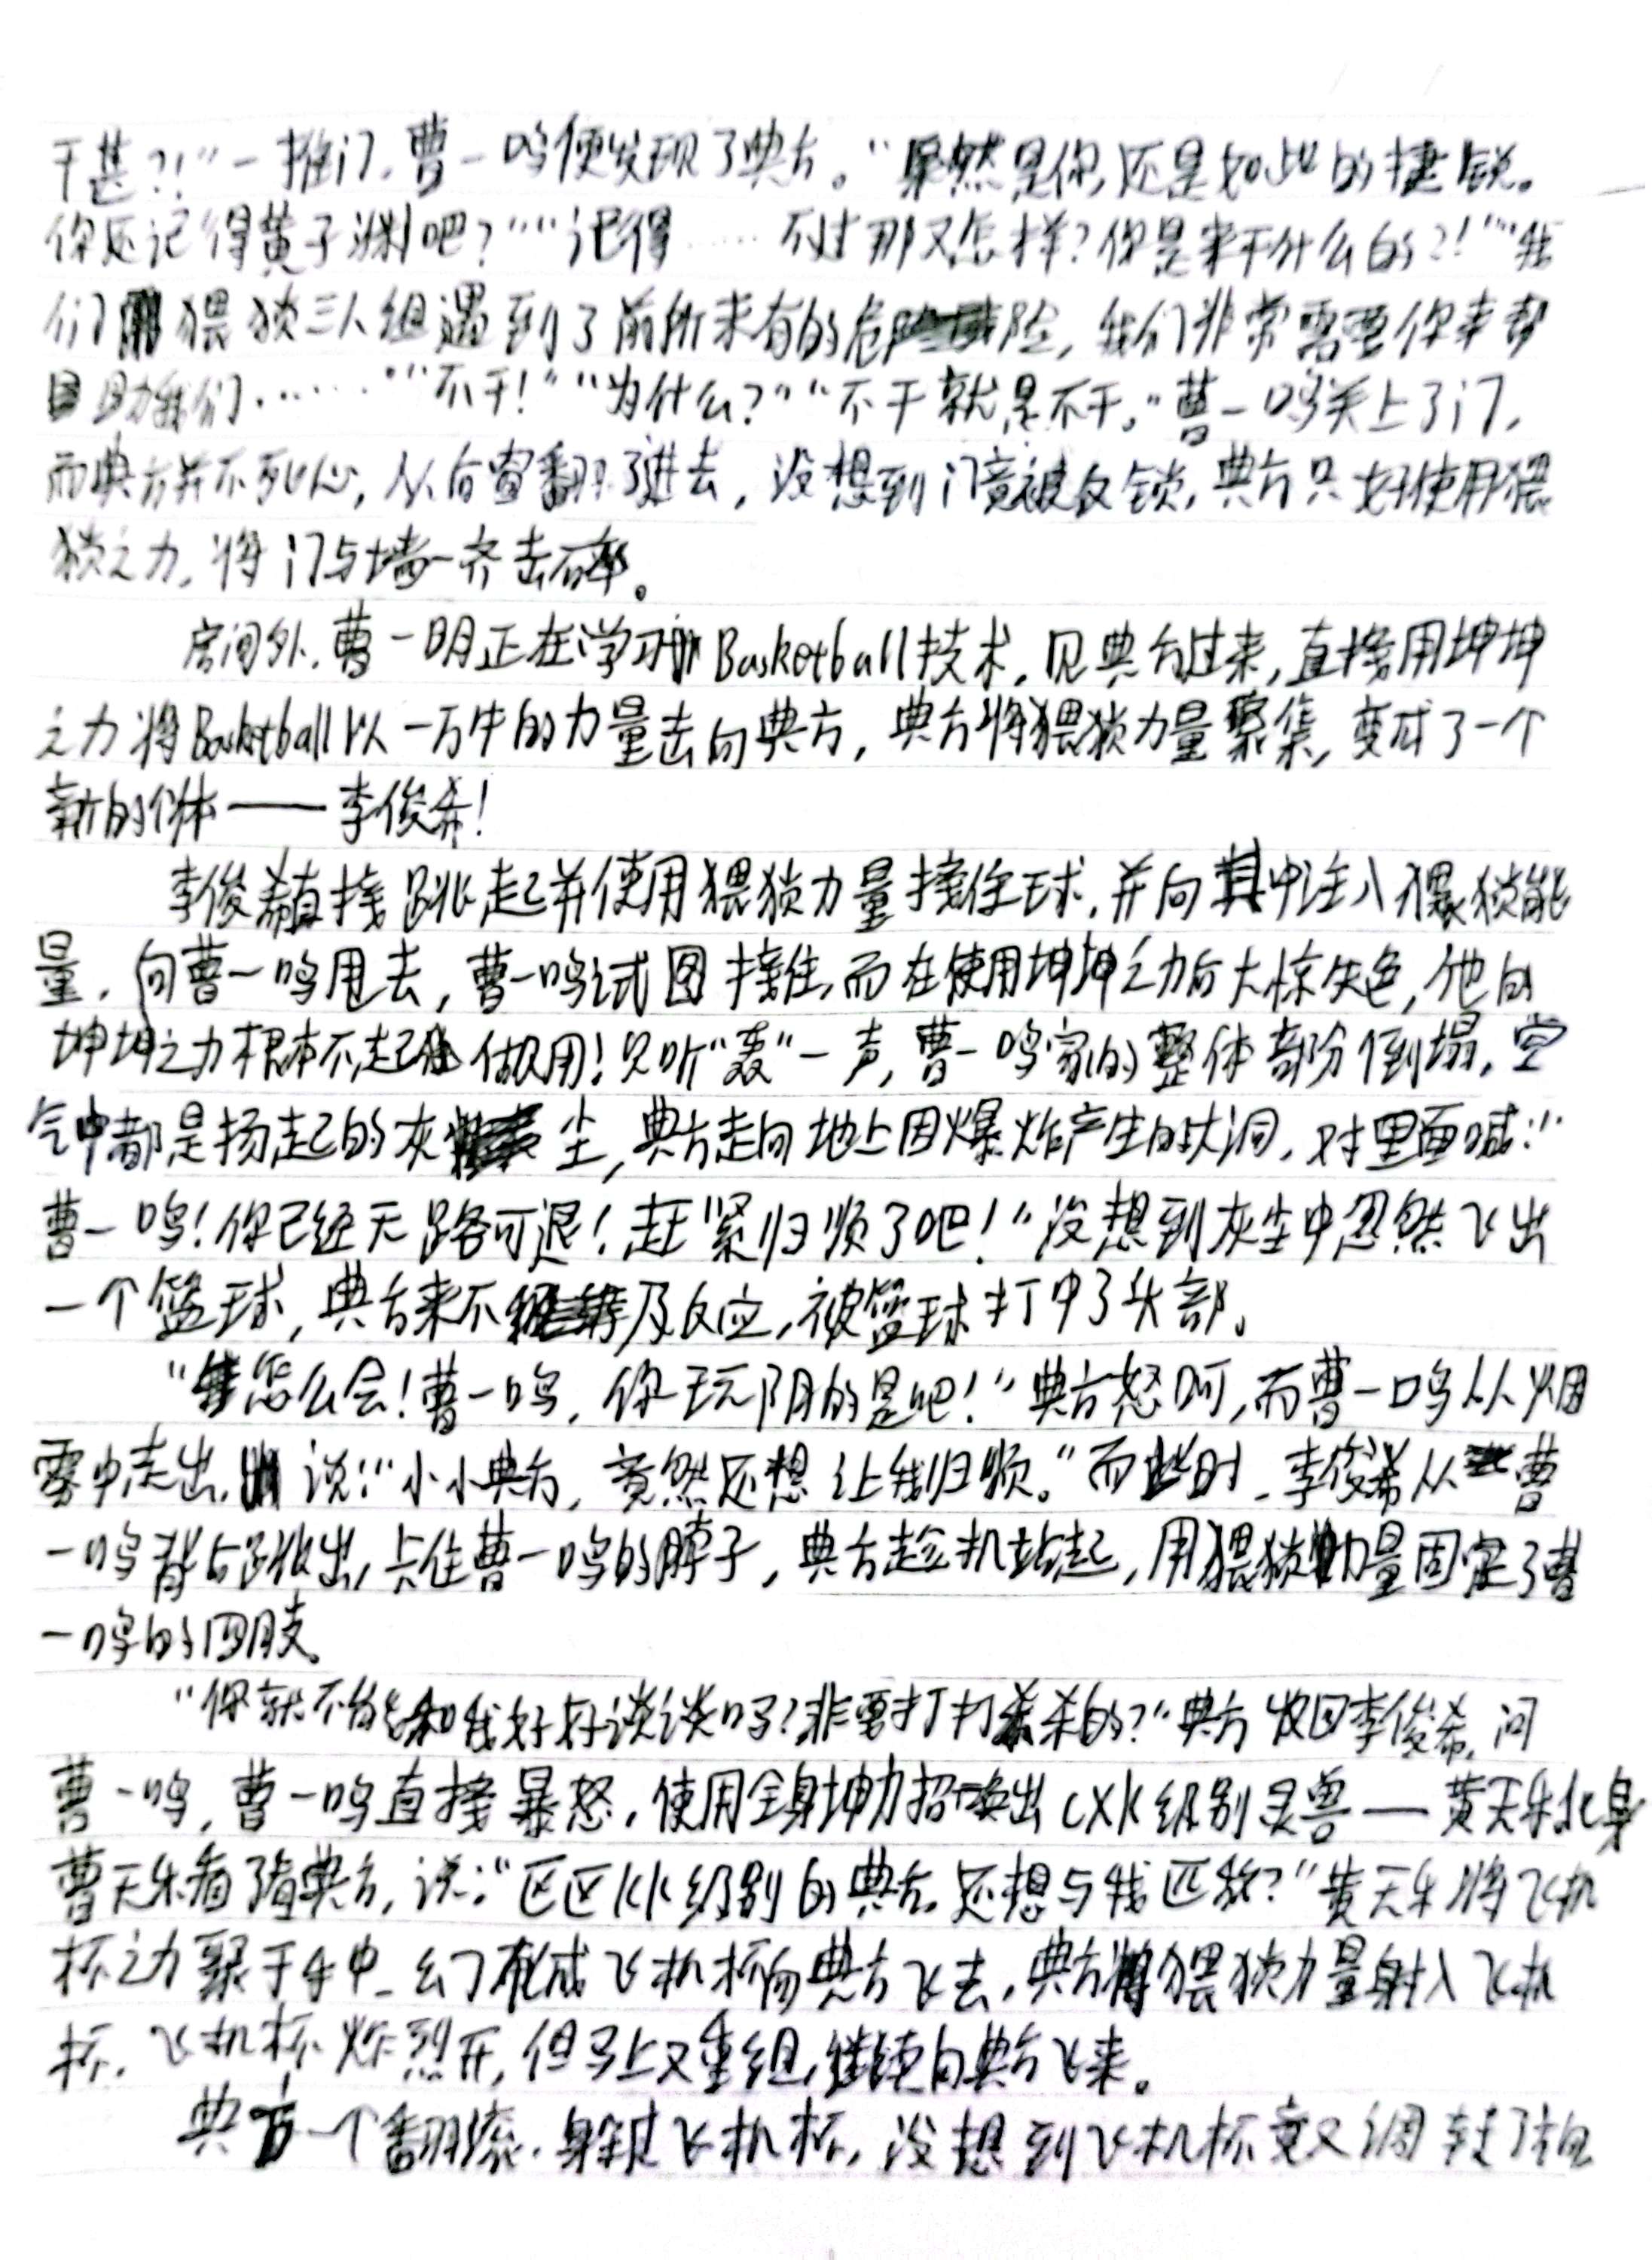 干甚?!"一推门,曹一鸣便发现了典方。"果然是你,还是如此的捷锐。
你还记得黄子渊吧?""记得……不过那又怎样?你是来干什么的?!""我
们猥琐三人组遇到了前所未有的危险,我们非常需要你来帮
助我们……""不干!""为什么?""不干就是不干。"曹一鸣关上了门,
而典方并不死心,从后窗翻了进去,没想到门竟被反锁,典方只好使用猥
琐之力,将门与墙一齐击碎。
房间外,曹一明正在学习Basketball技术,见典方过来,直接用坤坤
之力将Basketball以一万牛的力量击向典方,典方将猥琐力量聚集,变成了一个
新的个体——李俊希!
李俊希直接跳起并使用猥琐力量接住球,并向其中注入猥琐能
量,向曹一鸣甩去,曹一鸣试图接住,而在使用坤坤之力后大惊失色,他的
坤坤之力根本不起做用!只听"轰"一声,曹一鸣家的整体部分倒塌,空
气中都是扬起的灰尘,典方走向地上因爆炸产生的大洞,对里面喊:"
曹一鸣!你已经无路可退!赶紧归顺了吧!"没想到灰尘中忽然飞出
一个篮球,典方来不及反应,被篮球打中了头部。
"怎么会!曹一鸣,你玩阴的是吧!"典方怒呵,而曹一鸣从烟
雾中走出,说:"小小典方,竟然还想让我归顺。"而此时,李俊希从曹
一鸣背后跳出,卡住曹一鸣的脖子,典方趁机站起,用猥琐力量固定了曹
一鸣的四肢。
"你就不能和我好好谈谈吗?非要打打杀杀的?"典方收回李俊希,问
曹一鸣,曹一鸣直接暴怒,使用全身坤力招唤出CXK级别灵兽——黄天乐化身
曹天乐看了看典方,说:"区区KK级别的典方,还想与我匹敌?"黄天乐将飞机
杯之力聚于手中,幻化成飞机杯向典方飞去,典方将猥琐力量射入飞机
杯,飞机杯炸烈开,但马上又重组,继续向典方飞来。
典方一个翻滚,躲过飞机杯,没想到飞机杯竟又调转了